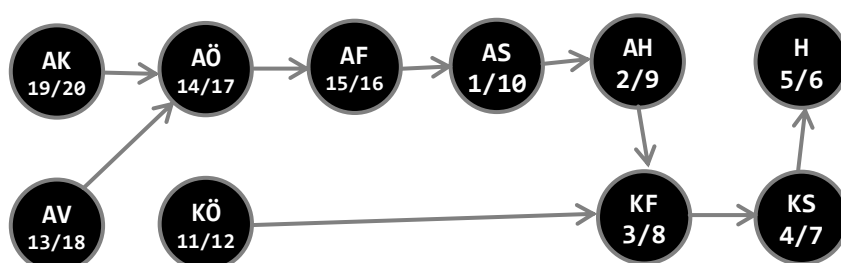 AK
19/20
AÖ
14/17
AF
15/16
AS
1/10
AH
2/9
H
5/6
AV
13/18
KÖ
11/12
KF
3/8
KS
4/7